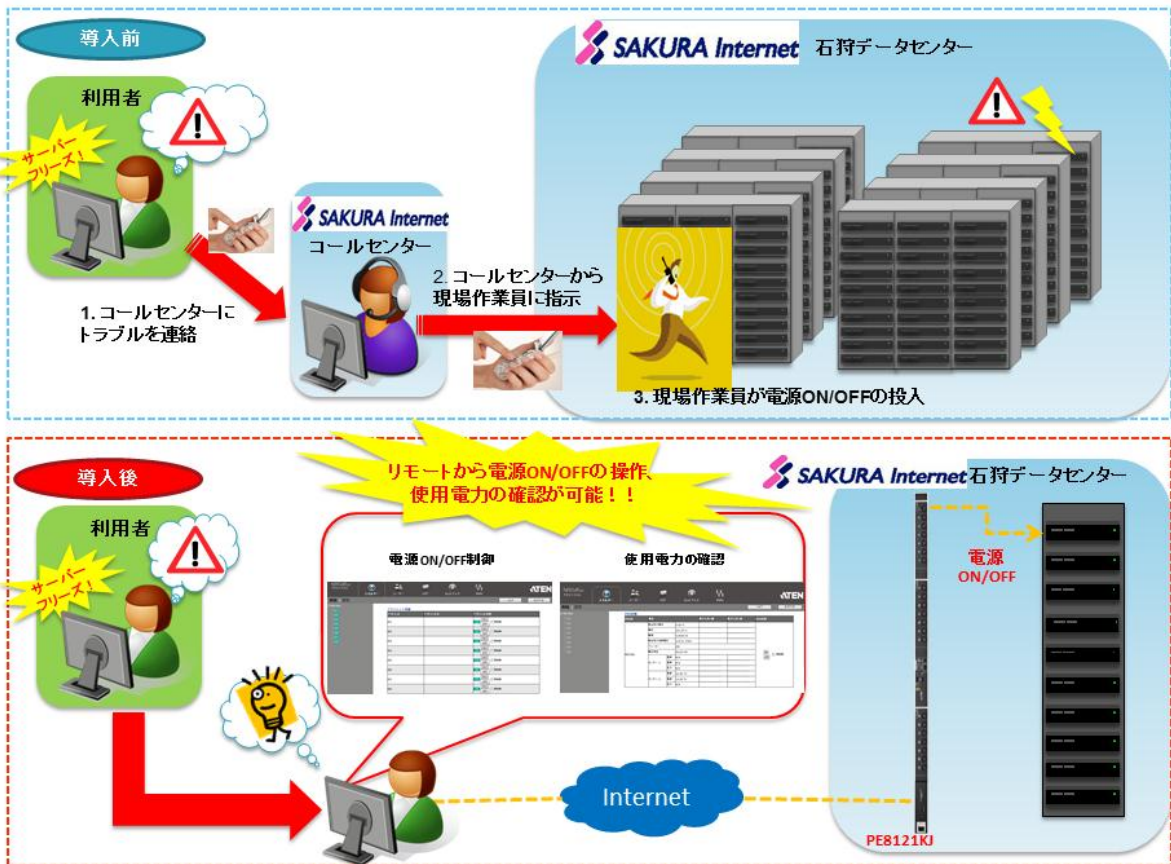 導入前
SAKURA Internet 石狩データセンター
利用者
サーバー
フリーズ！
SAKURA Internet
コールセンター
1. コールセンターに
トラブルを連絡
2. コールセンターから
現場作業員に指示
3. 現場作業員が電源ON/OFFの投入
導入後
リモートから電源ON/OFFの操作、
使用電力の確認が可能！！
SAKURA Internet 石狩データセンター
利用者
サーバー
フリーズ！
電源ON/OFF制御
使用電力の確認
ATEN
ATEN
電源
ON/OFF
Internet
PE8121KJ